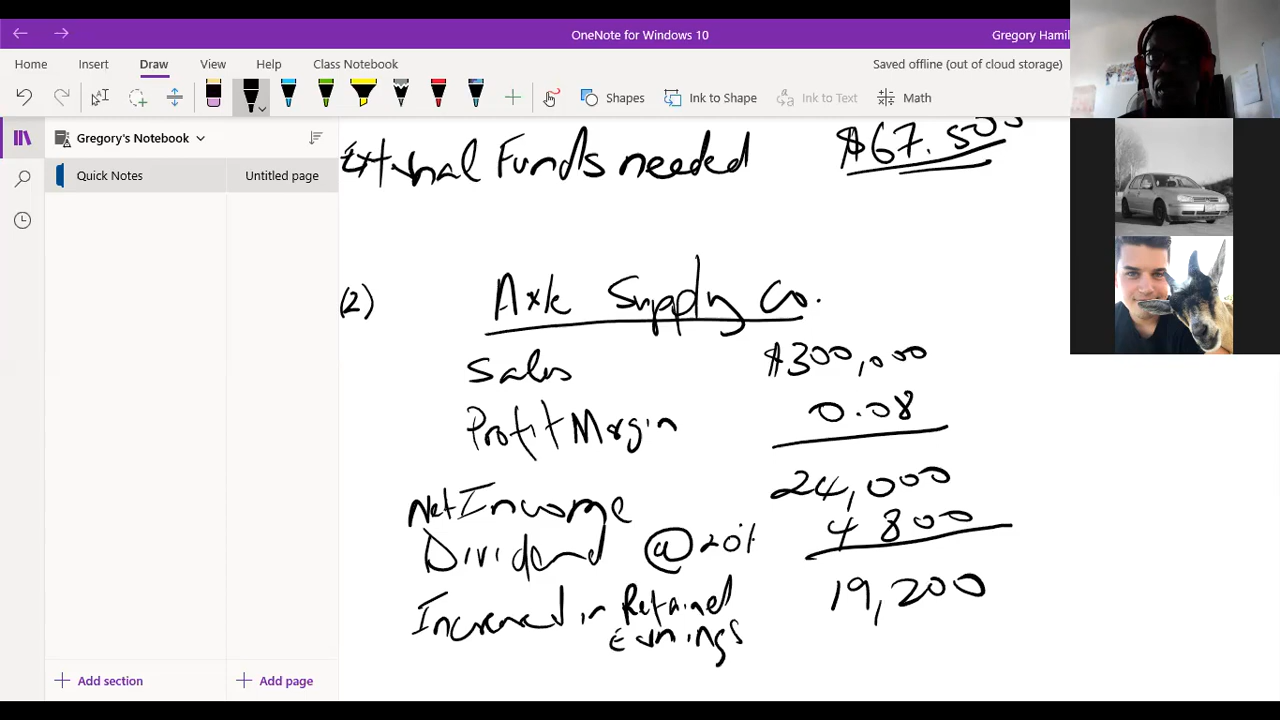 OneNote for Windows 10
Gregory Hamil
Home Insert Draw View Help Class Notebook
Saved offline (out of cloud storage)
Shapes Ink to Shape Ink to Text Math
Gregory's Notebook
Quick Notes
Untitled page
External Funds needed $67.500
(2) Axle Supply Co.
Sales $300,000
Profit Margin 0.08
Net Income 24,000
Dividend @20% 4800
Increased in Retained 19,200
Earnings
Add section
Add page